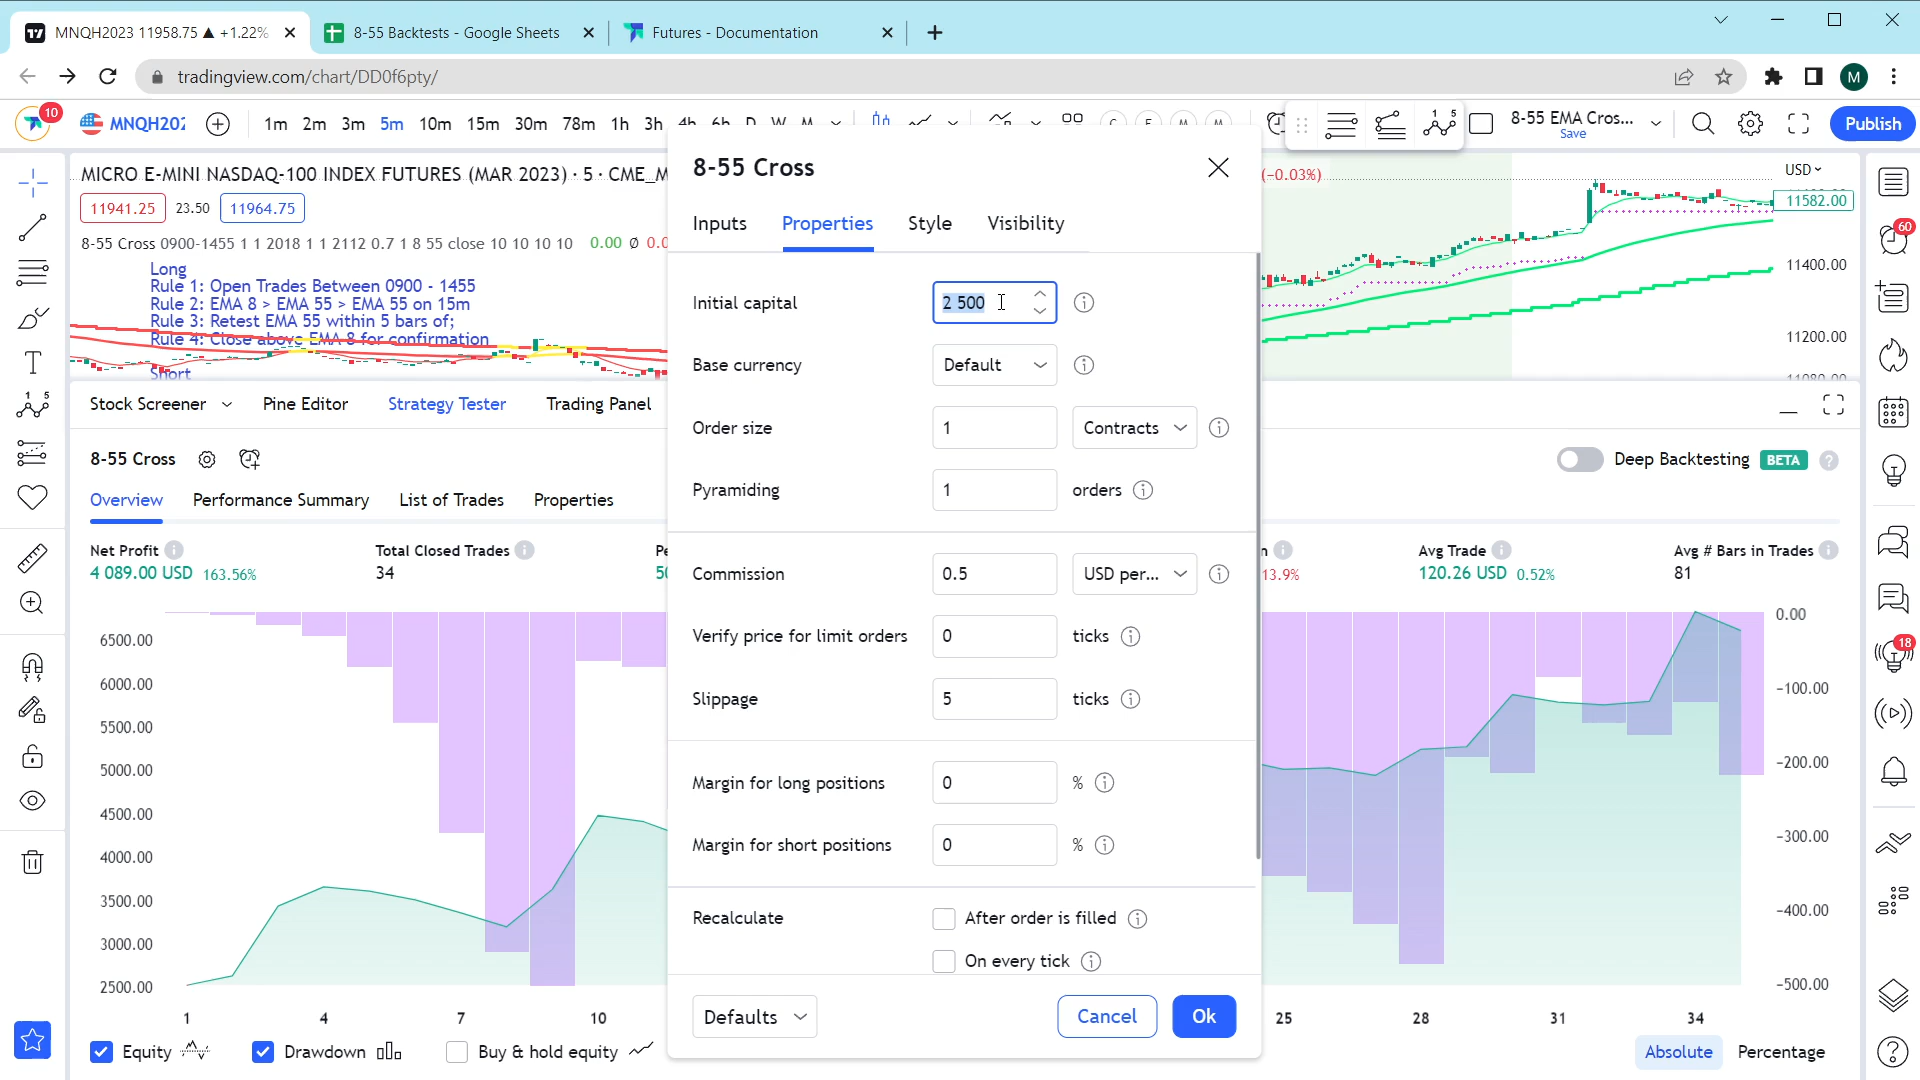 MNQH2023 11958.75 ▲ +1.22%
8-55 Backtests - Google Sheets
Futures - Documentation
tradingview.com/chart/DD0f6pty/
M
10
MNQH202
1m 2m 3m 5m 10m 15m 30m 78m 1h 3h 4h 6h D W M
C E M M
8-55 EMA Cros...
Save
Publish
MICRO E-MINI NASDAQ-100 INDEX FUTURES (MAR 2023) · 5 · CME_M
11941.25 23.50 11964.75
8-55 Cross 0900-1455 1 1 2018 1 1 2112 0.7 1 8 55 close 10 10 10 10 0.00 Ø 0.0
Long
Rule 1: Open Trades Between 0900 - 1455
Rule 2: EMA 8 > EMA 55 > EMA 55 on 15m
Rule 3: Retest EMA 55 within 5 bars of;
Rule 4: Close above EMA 8 for confirmation
Short
(-0.03%)
USD
11582.00
11400.00
11200.00
11080.00
60
18
Stock Screener Pine Editor Strategy Tester Trading Panel
8-55 Cross
Deep Backtesting BETA
Overview Performance Summary List of Trades Properties
Net Profit
4 089.00 USD 163.56%
Total Closed Trades
34
Avg Trade
120.26 USD 0.52%
Avg # Bars in Trades
81
13.9%
6500.00
6000.00
5500.00
5000.00
4500.00
4000.00
3500.00
3000.00
2500.00
0.00
-100.00
-200.00
-300.00
-400.00
-500.00
1 4 7 10 25 28 31 34
Equity Drawdown Buy & hold equity
Absolute Percentage
8-55 Cross
Inputs Properties Style Visibility
Initial capital 2 500
Base currency Default
Order size 1 Contracts
Pyramiding 1 orders
Commission 0.5 USD per...
Verify price for limit orders 0 ticks
Slippage 5 ticks
Margin for long positions 0 %
Margin for short positions 0 %
Recalculate After order is filled
On every tick
Defaults Cancel Ok